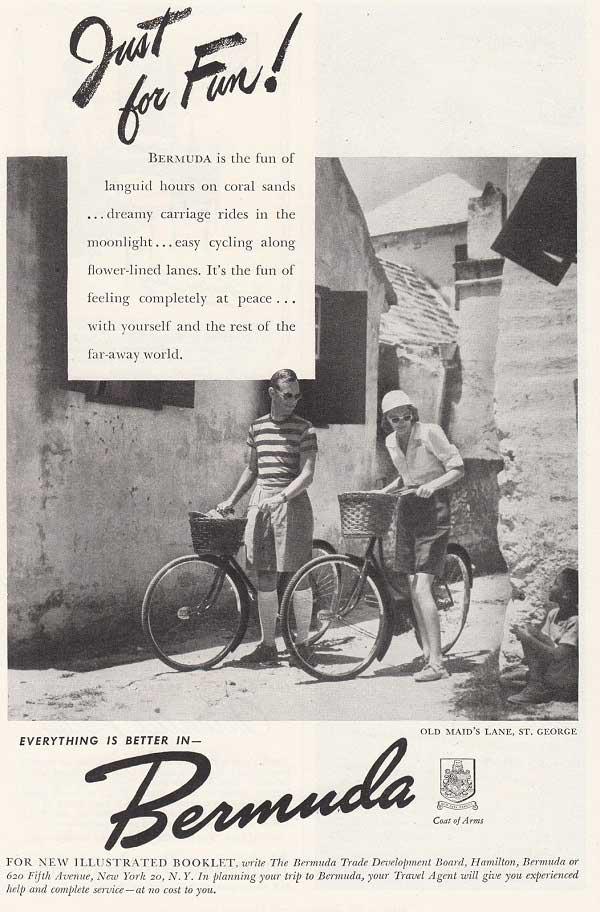 Just
for Fun!
BERMUDA is the fun of
languid hours on coral sands
...dreamy carriage rides in the
moonlight...easy cycling along
flower-lined lanes. It's the fun of
feeling completely at peace...
with yourself and the rest of the
far-away world.
OLD MAID'S LANE, ST. GEORGE
EVERYTHING IS BETTER IN—
Bermuda
Coat of Arms
FOR NEW ILLUSTRATED BOOKLET, write The Bermuda Trade Development Board, Hamilton, Bermuda or
620 Fifth Avenue, New York 20, N. Y. In planning your trip to Bermuda, your Travel Agent will give you experienced
help and complete service—at no cost to you.